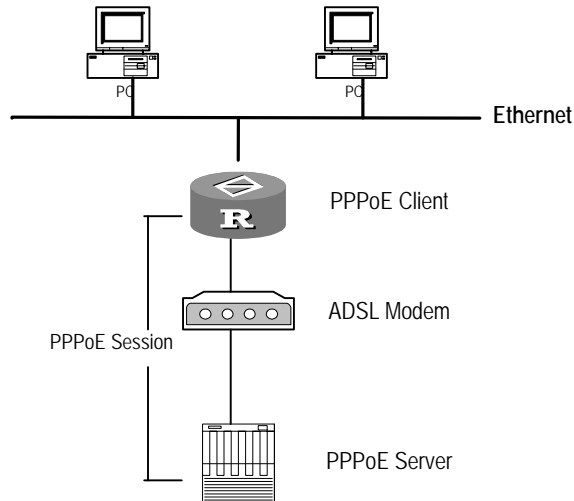 PC
PC
Ethernet
PPPoE Client
R
ADSL Modem
PPPoE Session
PPPoE Server